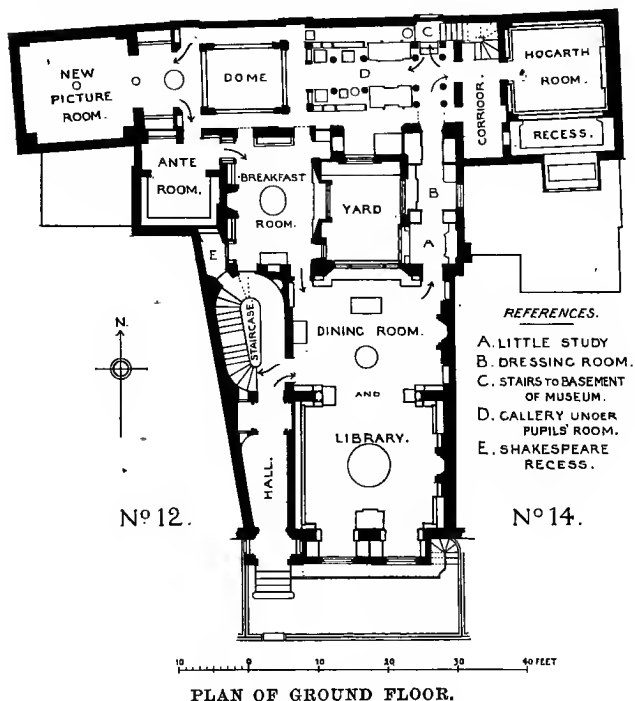 NEW
PICTURE
ROOM.
DOME
D
C
CORRIDOR.
HOGARTH
ROOM.
RECESS.
ANTE
ROOM.
BREAKFAST
ROOM.
YARD
B
A
E
STAIRCASE.
DINING ROOM.
AND
LIBRARY.
HALL.
N.
Nº 12.
Nº 14.
REFERENCES.
A. LITTLE STUDY
B. DRESSING ROOM.
C. STAIRS TO BASEMENT
OF MUSEUM.
D. GALLERY UNDER
PUPILS' ROOM.
E. SHAKESPEARE
RECESS.
10 0 10 20 30 40 FEET
PLAN OF GROUND FLOOR.